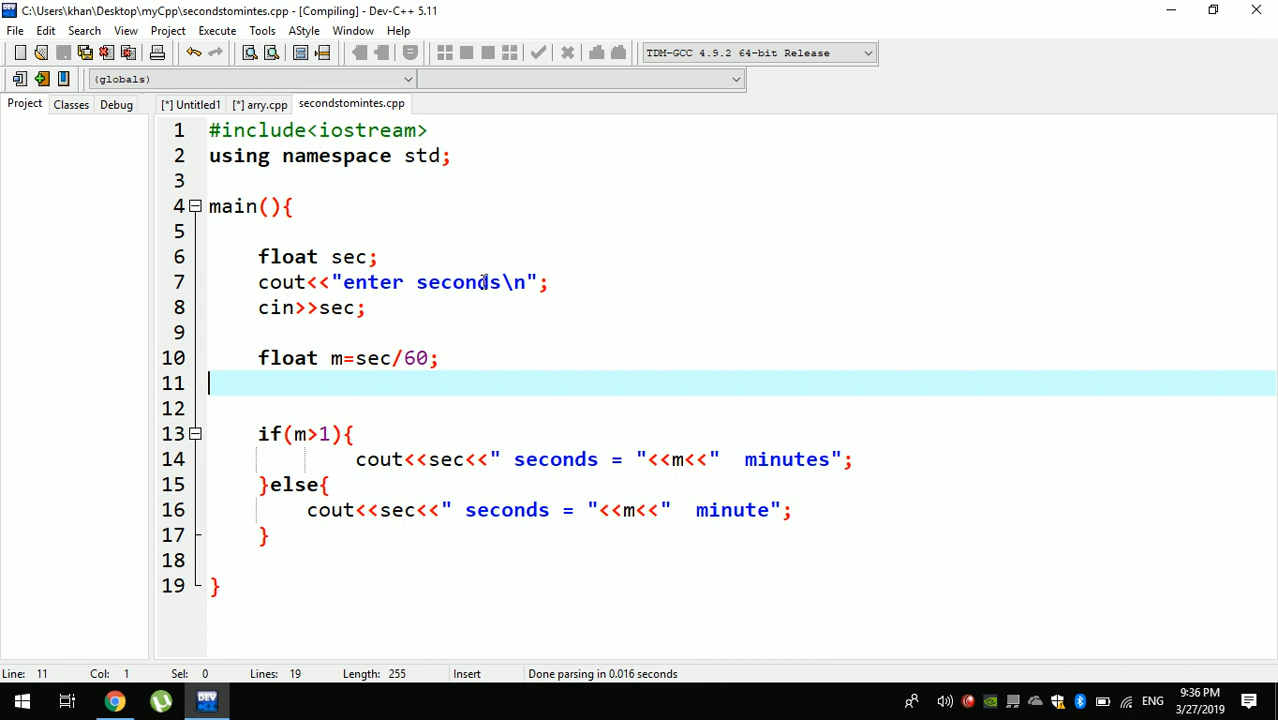 C:\Users\khan\Desktop\myCpp\secondstomintes.cpp - [Compiling] - Dev-C++ 5.11
File Edit Search View Project Execute Tools AStyle Window Help
TDM-GCC 4.9.2 64-bit Release
(globals)
Project Classes Debug [*] Untitled1 [*] arry.cpp secondstomintes.cpp
1 #include<iostream>
2 using namespace std;
3
4 main(){
5
6 float sec;
7 cout<<"enter seconds\n";
8 cin>>sec;
9
10 float m=sec/60;
11
12
13 if(m>1){
14 cout<<sec<<" seconds = "<<m<<"  minutes";
15 }else{
16 cout<<sec<<" seconds = "<<m<<"  minute";
17 }
18
19 }
Line: 11 Col: 1 Sel: 0 Lines: 19 Length: 255 Insert Done parsing in 0.016 seconds
DEV
ENG
9:36 PM
3/27/2019